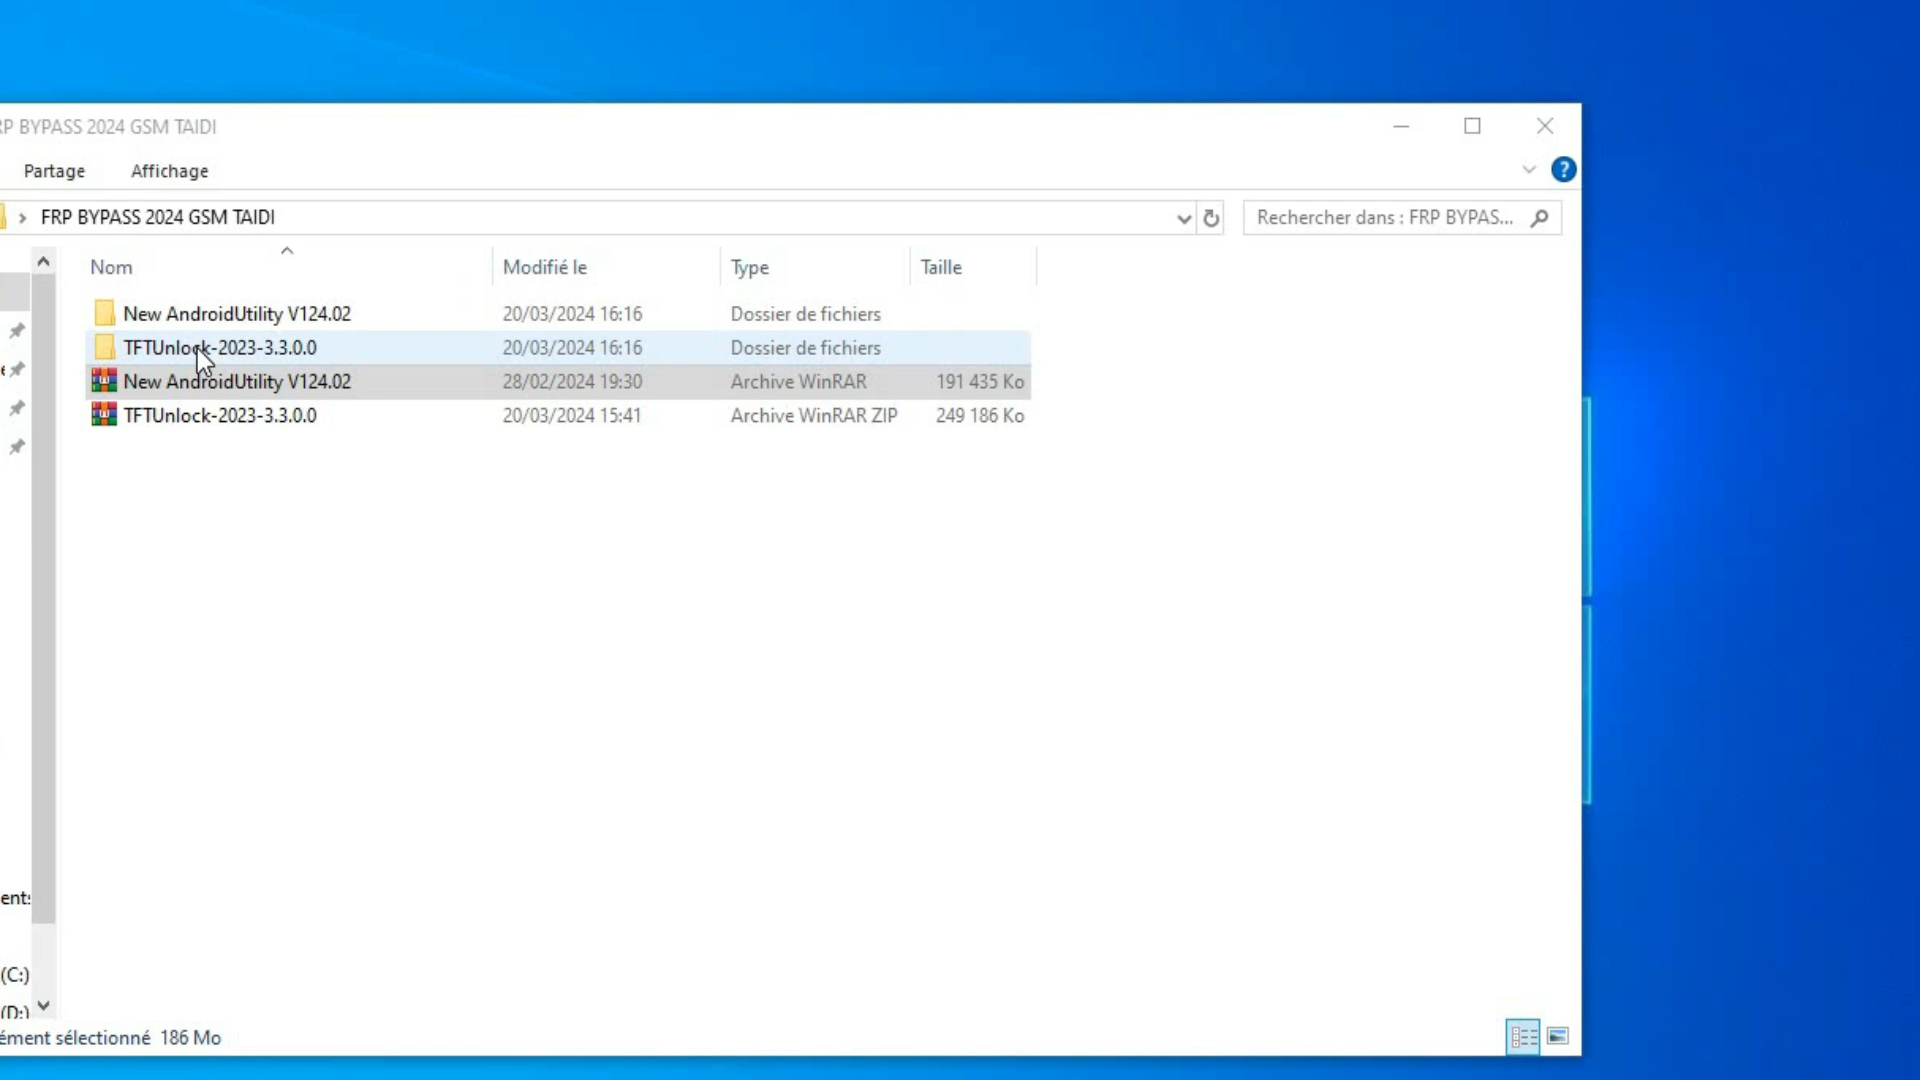 RP BYPASS 2024 GSM TAIDI
Partage Affichage
?
FRP BYPASS 2024 GSM TAIDI Rechercher dans : FRP BYPAS...
Nom Modifié le Type Taille
New AndroidUtility V124.02 20/03/2024 16:16 Dossier de fichiers
TFTUnlock-2023-3.3.0.0 20/03/2024 16:16 Dossier de fichiers
New AndroidUtility V124.02 28/02/2024 19:30 Archive WinRAR 191 435 Ko
TFTUnlock-2023-3.3.0.0 20/03/2024 15:41 Archive WinRAR ZIP 249 186 Ko
ent
(C:)
(D:)
ément sélectionné 186 Mo